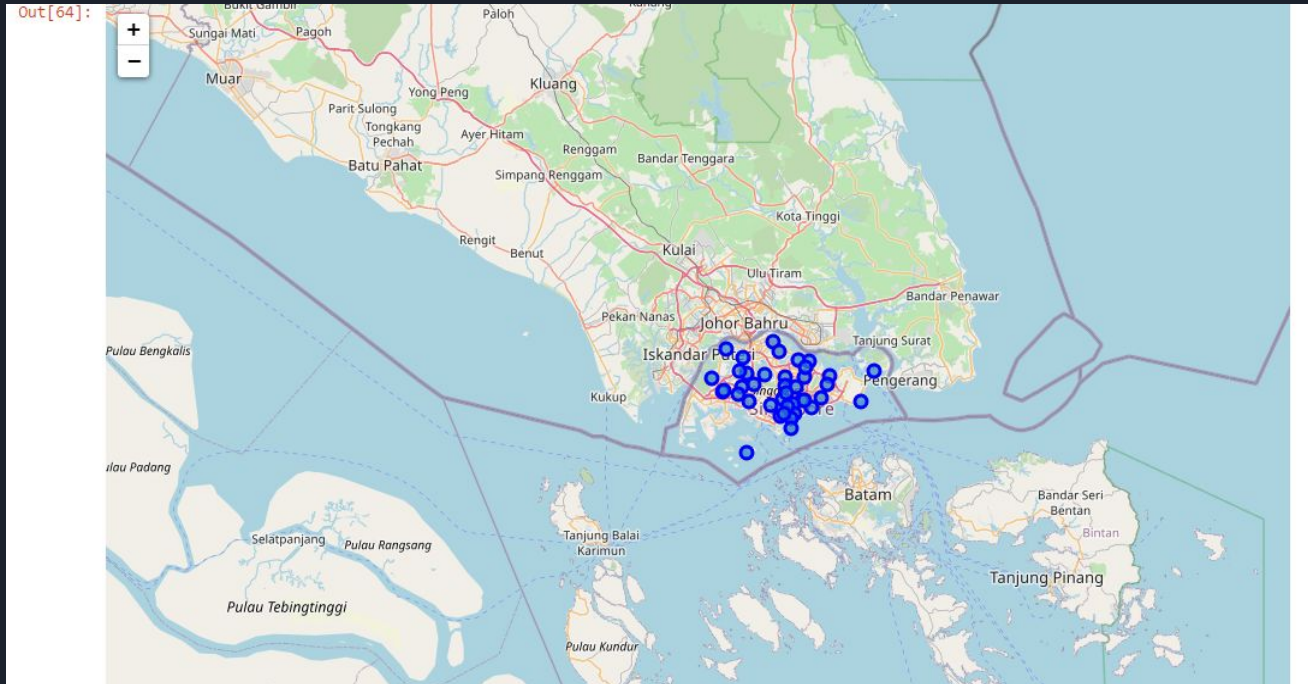 Out[64]:
+
−
Bukit Gambir
Sungai Mati
Pagoh
Paloh
Muar
Kluang
Yong Peng
Parit Sulong
Tongkang
Pechah
Ayer Hitam
Renggam
Bandar Tenggara
Batu Pahat
Simpang Renggam
Kota Tinggi
Rengit
Benut
Kulai
Ulu Tiram
Bandar Penawar
Pekan Nanas
Johor Bahru
Tanjung Surat
Pulau Bengkalis
Iskandar Puteri
Pengerang
Kukup
ulau Padang
Batam
Bandar Seri
Bentan
Bintan
Selatpanjang
Pulau Rangsang
Tanjung Balai
Karimun
Tanjung Pinang
Pulau Tebingtinggi
Pulau Kundur